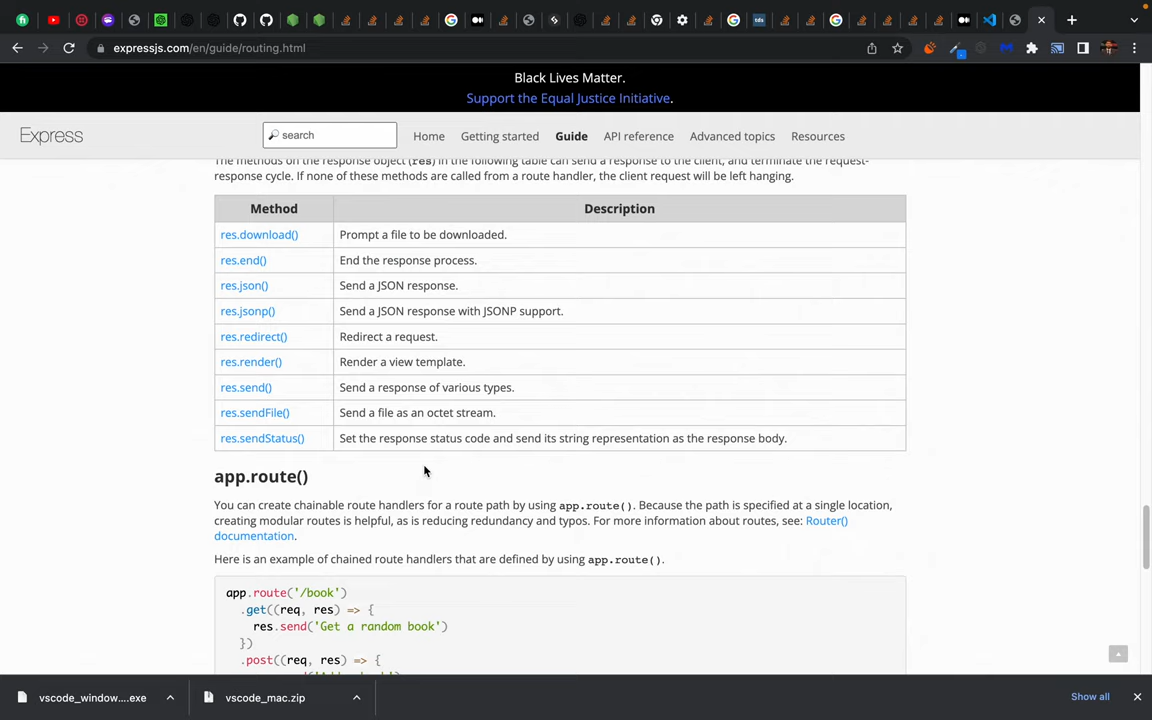 expressjs.com/en/guide/routing.html
Black Lives Matter.
Support the Equal Justice Initiative.
Express
search
Home
Getting started
Guide
API reference
Advanced topics
Resources
The methods on the response object (res) in the following table can send a response to the client, and terminate the request-
response cycle. If none of these methods are called from a route handler, the client request will be left hanging.
Method Description
res.download() Prompt a file to be downloaded.
res.end() End the response process.
res.json() Send a JSON response.
res.jsonp() Send a JSON response with JSONP support.
res.redirect() Redirect a request.
res.render() Render a view template.
res.send() Send a response of various types.
res.sendFile() Send a file as an octet stream.
res.sendStatus() Set the response status code and send its string representation as the response body.
app.route()
You can create chainable route handlers for a route path by using app.route(). Because the path is specified at a single location,
creating modular routes is helpful, as is reducing redundancy and typos. For more information about routes, see: Router()
documentation.
Here is an example of chained route handlers that are defined by using app.route().
app.route('/book')
.get((req, res) => {
res.send('Get a random book')
})
.post((req, res) => {
vscode_window....exe
vscode_mac.zip
Show all